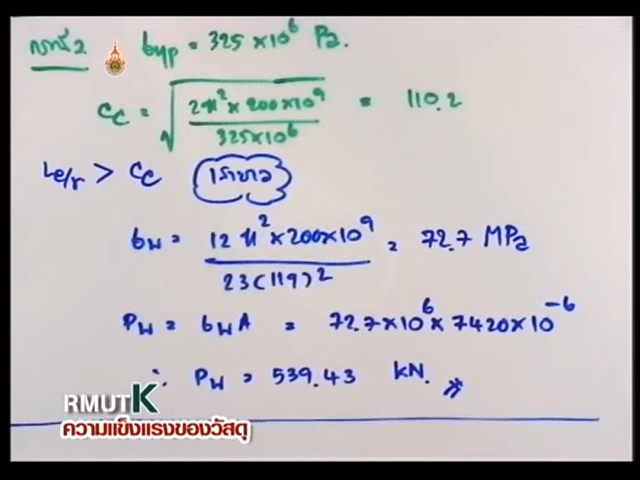 กรณี 2 σyp = 325 × 10⁶ Pa.
Cc = √(2π² × 200×10⁹ / 325×10⁶) = 110.2
Le/r > Cc เสายาว
σw = 12 π² × 200×10⁹ / 23(119)² = 72.7 MPa
Pw = σw A = 72.7×10⁶ × 7420×10⁻⁶
∴ Pw = 539.43 kN.
RMUTK
ความแข็งแรงของวัสดุ